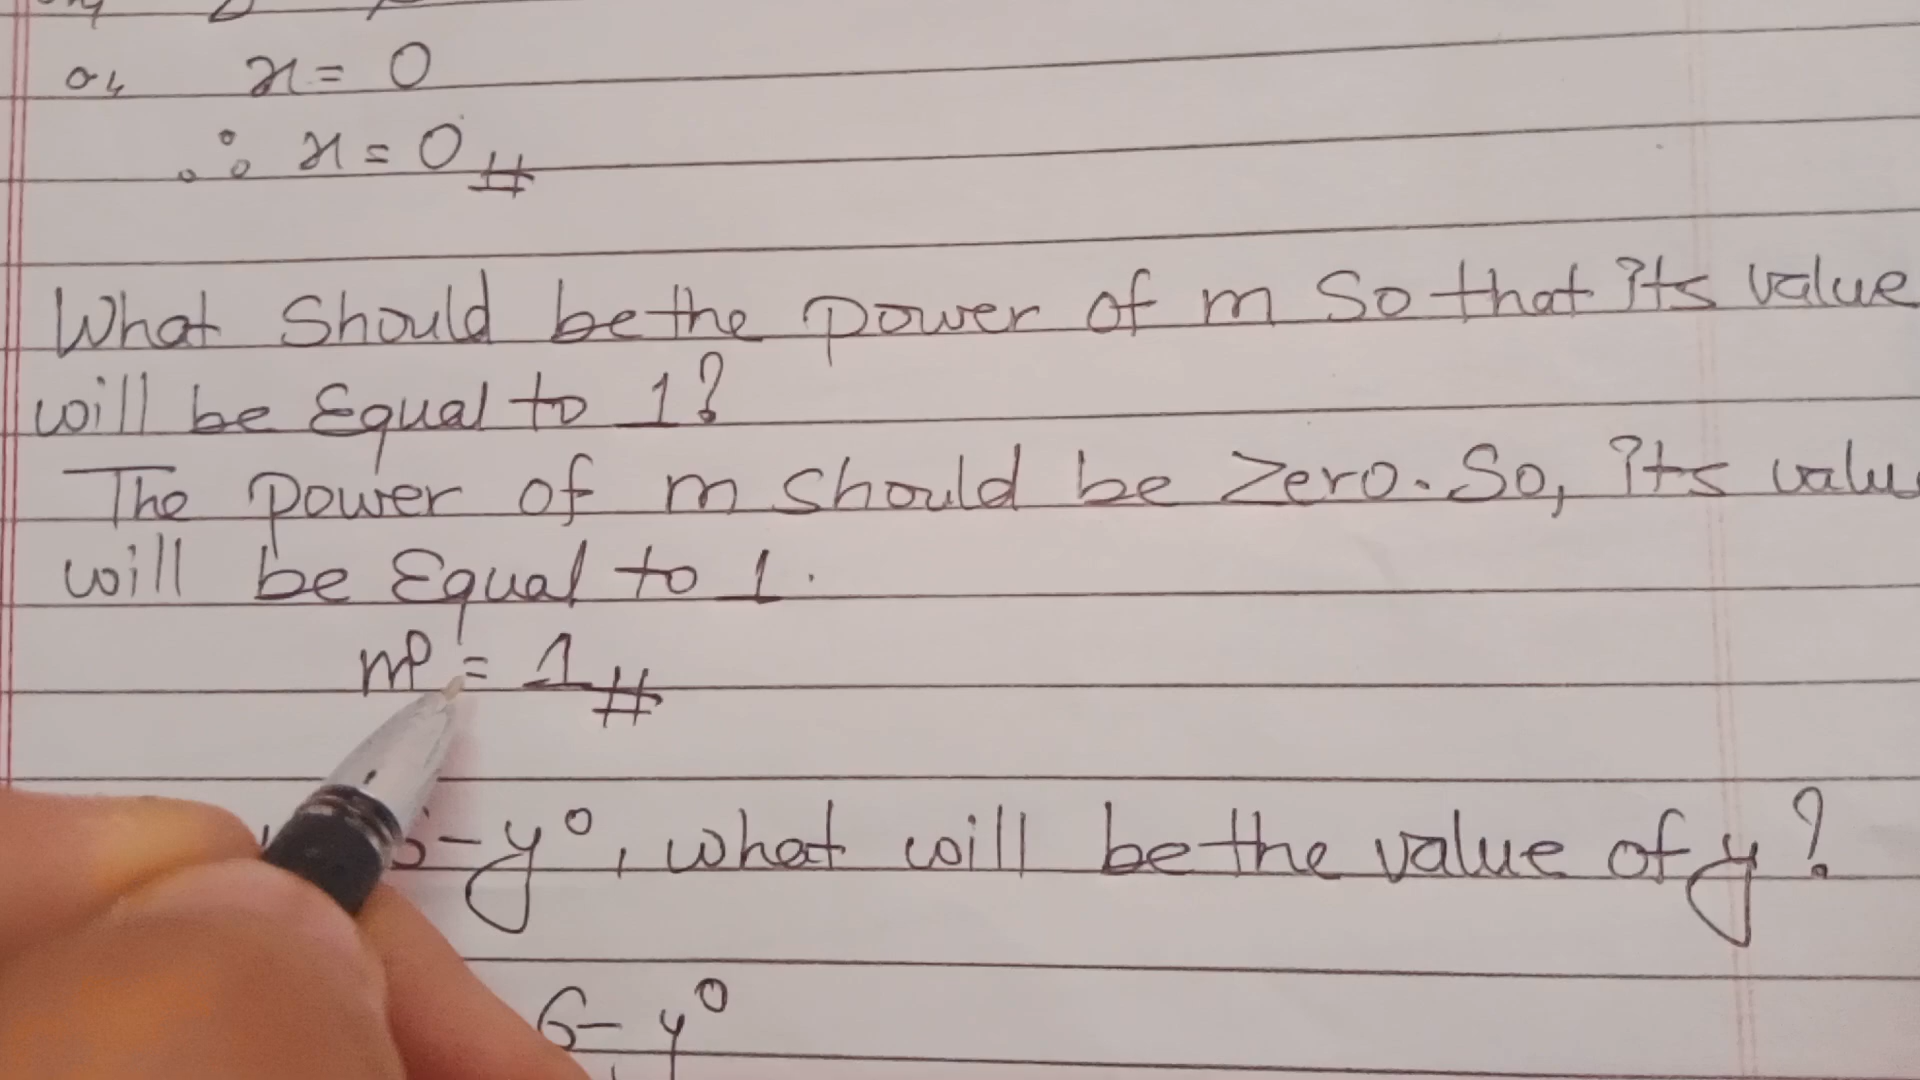 or x = 0
∴ x = 0 #
What should be the power of m so that its value
will be Equal to 1?
The power of m should be zero. So, its valu
will be Equal to 1.
m⁰ = 1 #
-y⁰, what will be the value of y?
6-y⁰